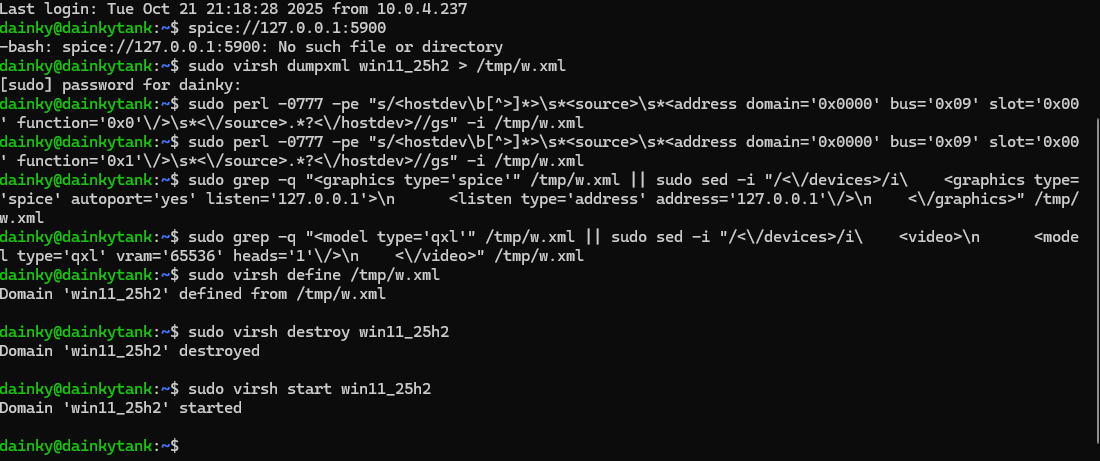 Last login: Tue Oct 21 21:18:28 2025 from 10.0.4.237
dainky@dainkytank:~$ spice://127.0.0.1:5900
-bash: spice://127.0.0.1:5900: No such file or directory
dainky@dainkytank:~$ sudo virsh dumpxml win11_25h2 > /tmp/w.xml
[sudo] password for dainky:
dainky@dainkytank:~$ sudo perl -0777 -pe "s/<hostdev\b[^>]*>\s*<source>\s*<address domain='0x0000' bus='0x09' slot='0x00
' function='0x0'\/>\s*<\/source>.*?<\/hostdev>//gs" -i /tmp/w.xml
dainky@dainkytank:~$ sudo perl -0777 -pe "s/<hostdev\b[^>]*>\s*<source>\s*<address domain='0x0000' bus='0x09' slot='0x00
' function='0x1'\/>\s*<\/source>.*?<\/hostdev>//gs" -i /tmp/w.xml
dainky@dainkytank:~$ sudo grep -q "<graphics type='spice'" /tmp/w.xml || sudo sed -i "/<\/devices>/i\    <graphics type=
'spice' autoport='yes' listen='127.0.0.1'>\n      <listen type='address' address='127.0.0.1'\/>\n    <\/graphics>" /tmp/
w.xml
dainky@dainkytank:~$ sudo grep -q "<model type='qxl'" /tmp/w.xml || sudo sed -i "/<\/devices>/i\    <video>\n      <mode
l type='qxl' vram='65536' heads='1'\/>\n    <\/video>" /tmp/w.xml
dainky@dainkytank:~$ sudo virsh define /tmp/w.xml
Domain 'win11_25h2' defined from /tmp/w.xml

dainky@dainkytank:~$ sudo virsh destroy win11_25h2
Domain 'win11_25h2' destroyed

dainky@dainkytank:~$ sudo virsh start win11_25h2
Domain 'win11_25h2' started

dainky@dainkytank:~$